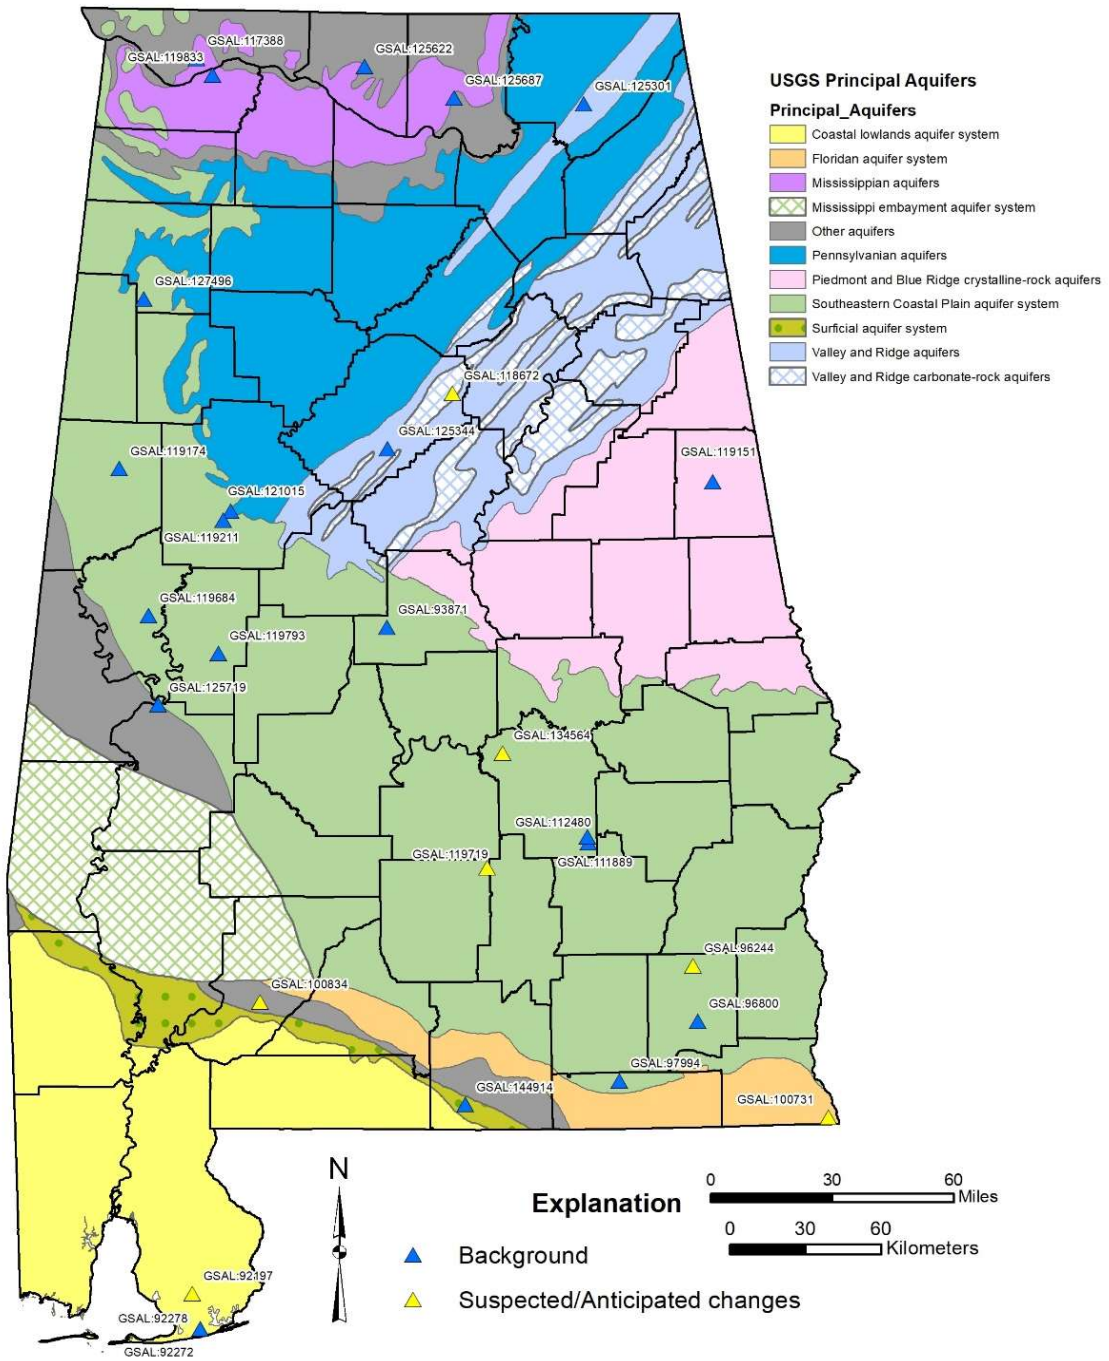 GSAL:117388
GSAL:119833
GSAL:125622
GSAL:125687
GSAL:125301
USGS Principal Aquifers
Principal_Aquifers
Coastal lowlands aquifer system
Floridan aquifer system
Mississippian aquifers
Mississippi embayment aquifer system
Other aquifers
Pennsylvanian aquifers
Piedmont and Blue Ridge crystalline-rock aquifers
Southeastern Coastal Plain aquifer system
Surficial aquifer system
Valley and Ridge aquifers
Valley and Ridge carbonate-rock aquifers
GSAL:127496
GSAL:118672
GSAL:125344
GSAL:119174
GSAL:119151
GSAL:121015
GSAL:119211
GSAL:119684
GSAL:93871
GSAL:119793
GSAL:125719
GSAL:134564
GSAL:112480
GSAL:119719
GSAL:111889
GSAL:96244
GSAL:100834
GSAL:96800
GSAL:97994
GSAL:144914
GSAL:100731
N
Explanation
0 30 60
Miles
0 30 60
Kilometers
Background
Suspected/Anticipated changes
GSAL:92197
GSAL:92278
GSAL:92272